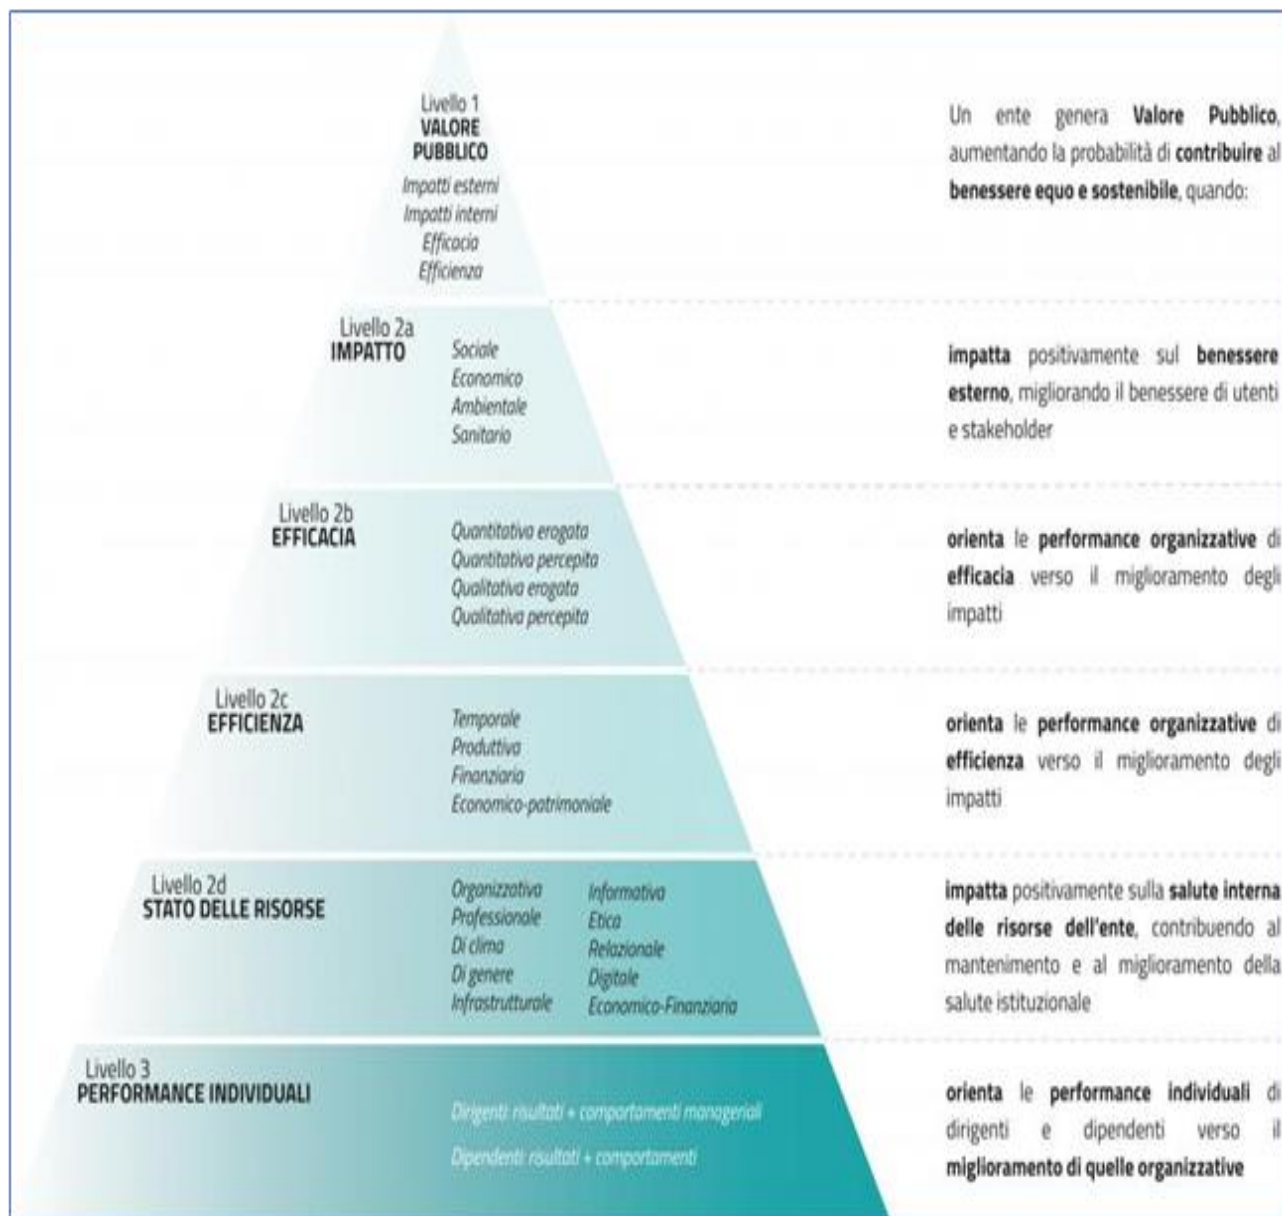 Livello 1
VALORE
PUBBLICO
Impatti esterni
Impatti interni
Efficacia
Efficienza
Un ente genera Valore Pubblico,
aumentando la probabilità di contribuire al
benessere equo e sostenibile, quando:
Livello 2a
IMPATTO
Sociale
Economico
Ambientale
Sanitario
impatta positivamente sul benessere
esterno, migliorando il benessere di utenti
e stakeholder
Livello 2b
EFFICACIA
Quantitativa erogata
Quantitativa percepita
Qualitativa erogata
Qualitativa percepita
orienta le performance organizzative di
efficacia verso il miglioramento degli
impatti
Livello 2c
EFFICIENZA
Temporale
Produttiva
Finanziaria
Economico-patrimoniale
orienta le performance organizzative di
efficienza verso il miglioramento degli
impatti
Livello 2d
STATO DELLE RISORSE
Organizzativa
Professionale
Di clima
Di genere
Infrastrutturale
Informativa
Etica
Relazionale
Digitale
Economico-Finanziaria
impatta positivamente sulla salute interna
delle risorse dell'ente, contribuendo al
mantenimento e al miglioramento della
salute istituzionale
Livello 3
PERFORMANCE INDIVIDUALI
Dirigenti: risultati + comportamenti manageriali
Dipendenti: risultati + comportamenti
orienta le performance individuali di
dirigenti e dipendenti verso il
miglioramento di quelle organizzative